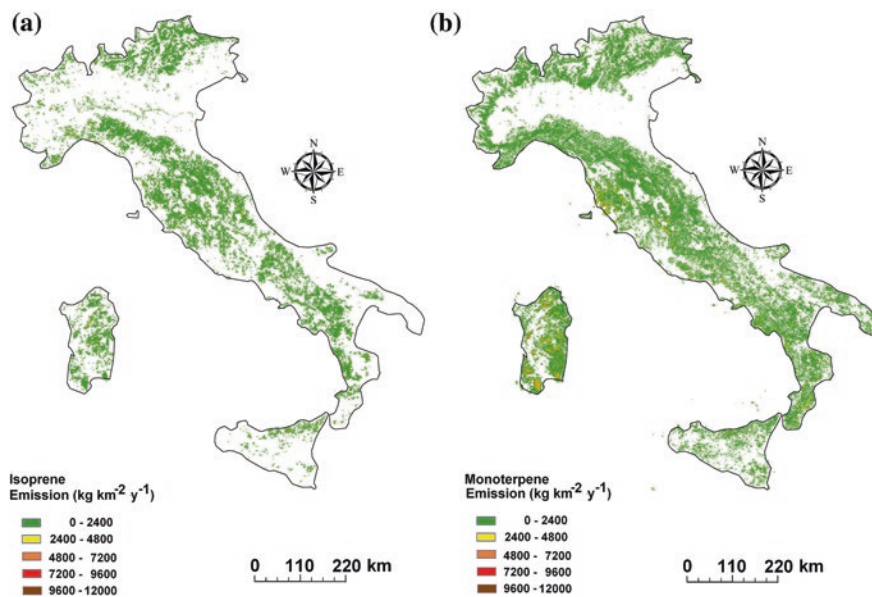 (a)
N
W E
S
Isoprene
Emission (kg km⁻² y⁻¹)
0 - 2400
2400 - 4800
4800 - 7200
7200 - 9600
9600 - 12000
0 110 220 km
(b)
N
W E
S
Monoterpene
Emission (kg km⁻² y⁻¹)
0 - 2400
2400 - 4800
4800 - 7200
7200 - 9600
9600 - 12000
0 110 220 km